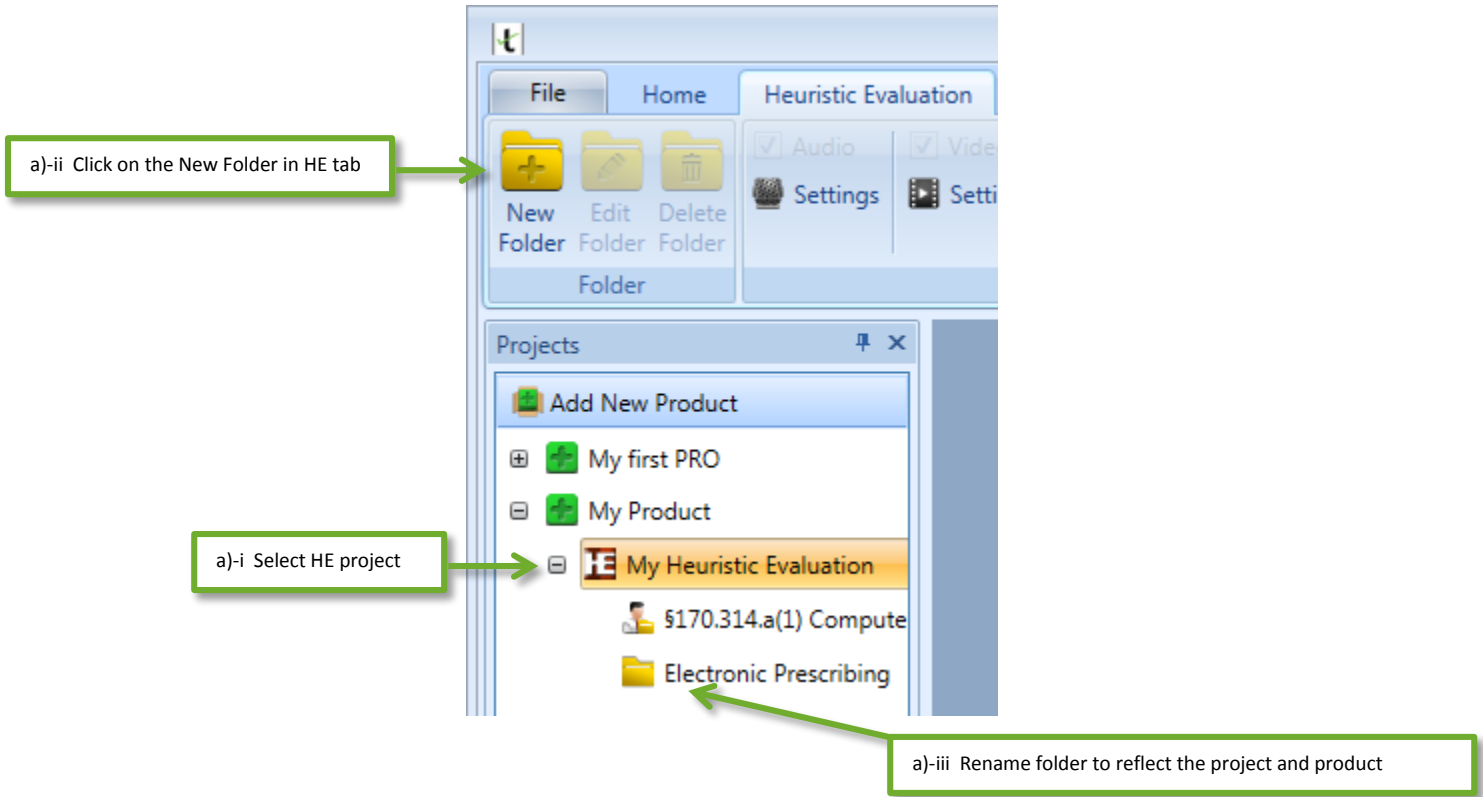 t
File Home Heuristic Evaluation
a)-ii Click on the New Folder in HE tab
Audio Vide
Settings Setti
New Edit Delete
Folder Folder Folder
Folder
Projects
Add New Product
My first PRO
My Product
a)-i Select HE project
HE My Heuristic Evaluation
§170.314.a(1) Compute
Electronic Prescribing
a)-iii Rename folder to reflect the project and product